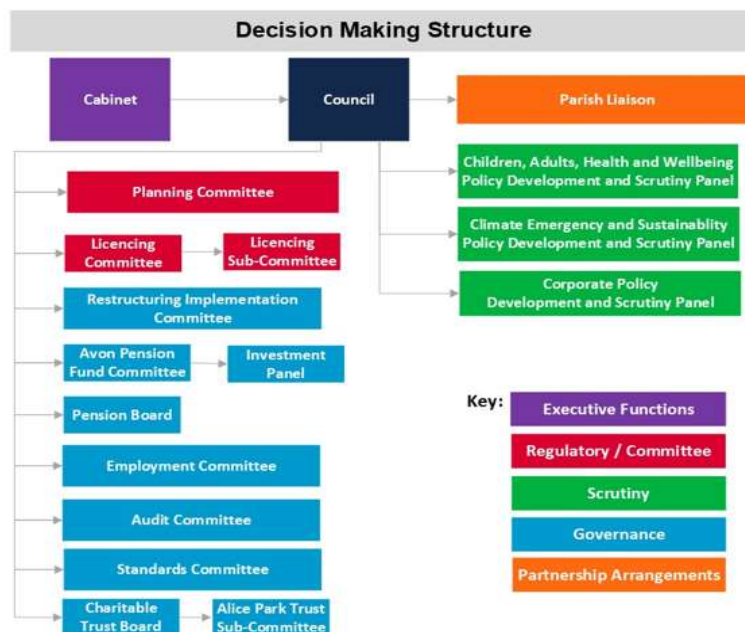 Decision Making Structure
Cabinet
Council
Parish Liaison
Children, Adults, Health and Wellbeing
Policy Development and Scrutiny Panel
Climate Emergency and Sustainablity
Policy Development and Scrutiny Panel
Corporate Policy
Development and Scrutiny Panel
Planning Committee
Licencing
Committee
Licencing
Sub-Committee
Restructuring Implementation
Committee
Avon Pension
Fund Committee
Investment
Panel
Pension Board
Employment Committee
Audit Committee
Standards Committee
Charitable
Trust Board
Alice Park Trust
Sub-Committee
Key:
Executive Functions
Regulatory / Committee
Scrutiny
Governance
Partnership Arrangements